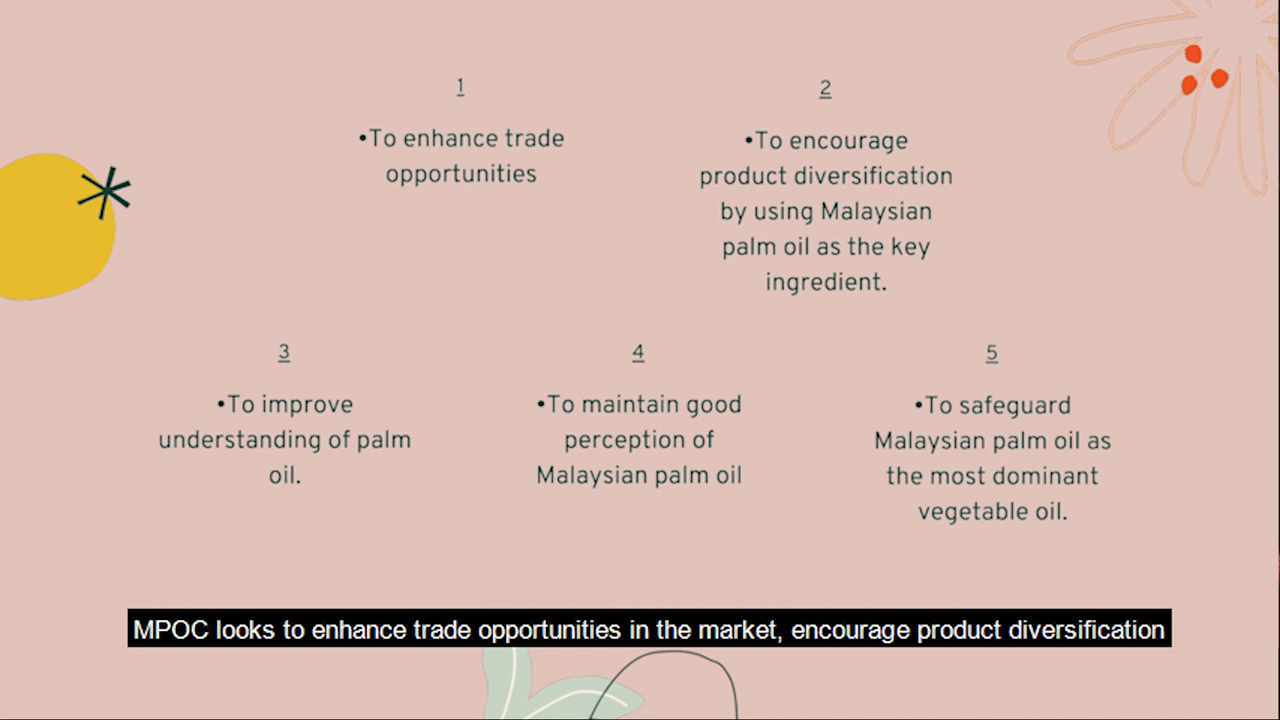 1
•To enhance trade
opportunities
2
•To encourage
product diversification
by using Malaysian
palm oil as the key
ingredient.
3
•To improve
understanding of palm
oil.
4
•To maintain good
perception of
Malaysian palm oil
5
•To safeguard
Malaysian palm oil as
the most dominant
vegetable oil.
MPOC looks to enhance trade opportunities in the market, encourage product diversification